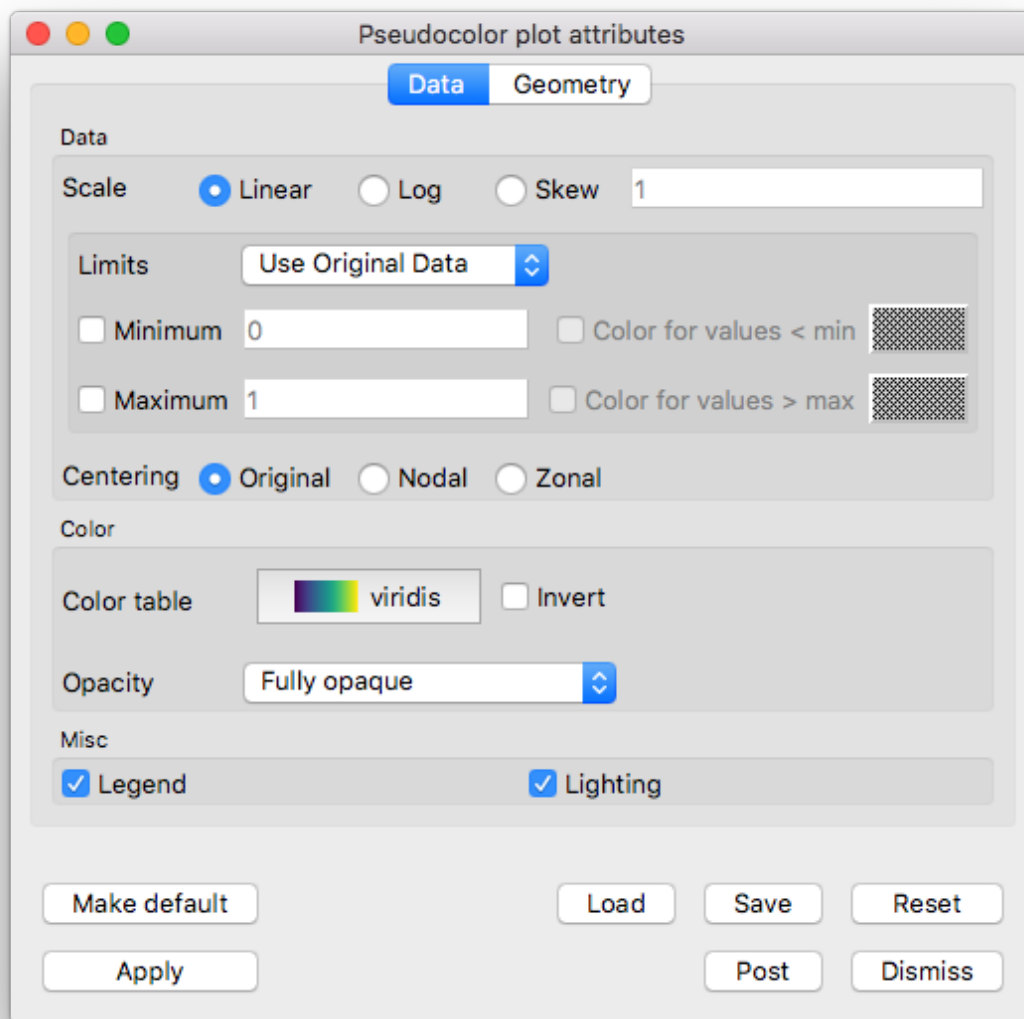 Pseudocolor plot attributes
Data Geometry
Data
Scale Linear Log Skew 1
Limits Use Original Data
Minimum 0 Color for values < min
Maximum 1 Color for values > max
Centering Original Nodal Zonal
Color
Color table viridis Invert
Opacity Fully opaque
Misc
Legend Lighting
Make default Load Save Reset
Apply Post Dismiss